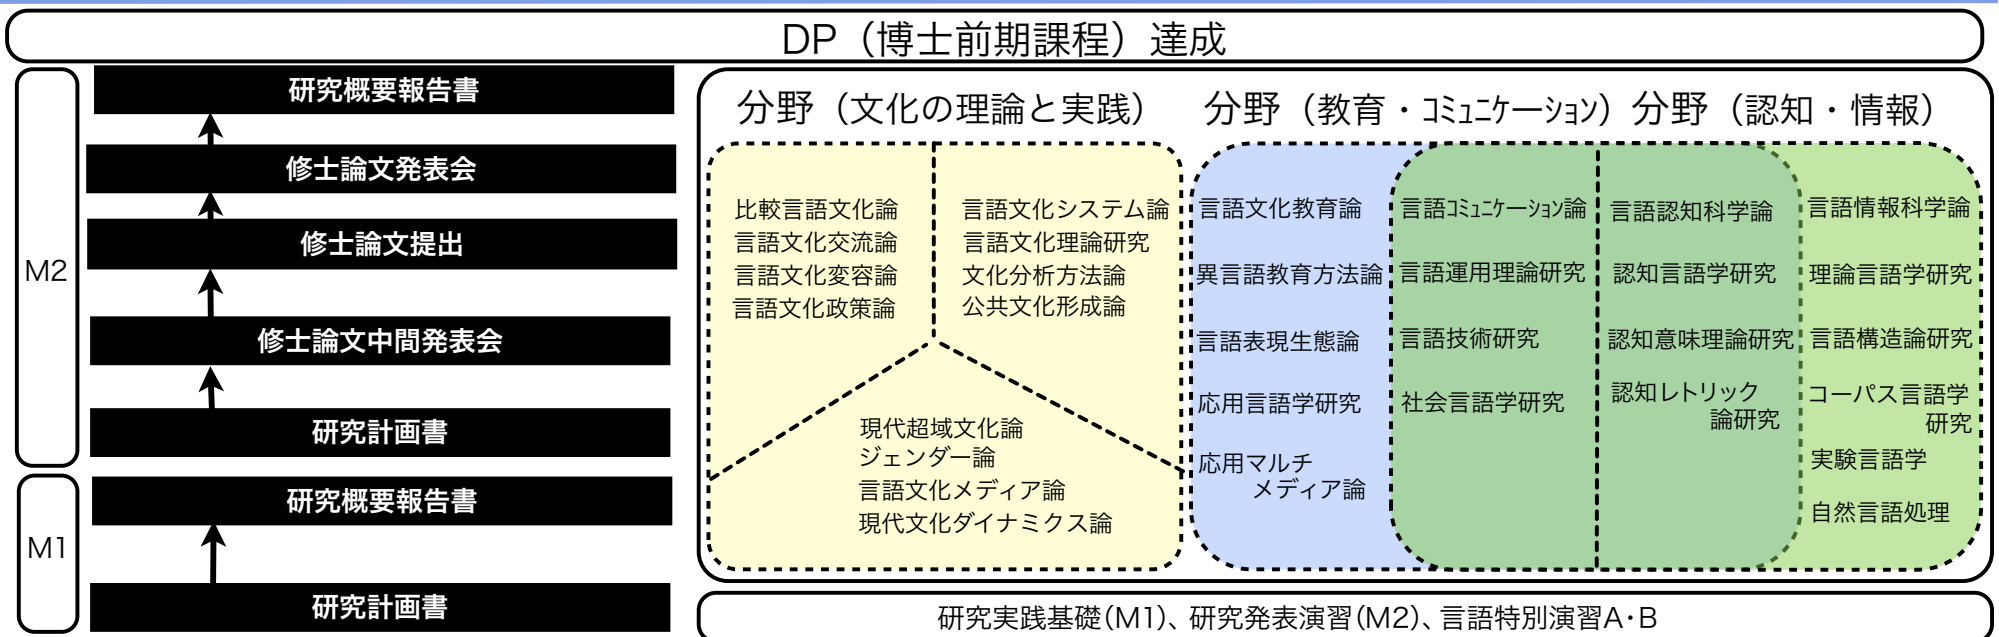 DP（博士前期課程）達成
M2
研究概要報告書
修士論文発表会
修士論文提出
修士論文中間発表会
研究計画書
M1
研究概要報告書
研究計画書
分野（文化の理論と実践）
比較言語文化論
言語文化交流論
言語文化変容論
言語文化政策論
言語文化システム論
言語文化理論研究
文化分析方法論
公共文化形成論
現代超域文化論
ジェンダー論
言語文化メディア論
現代文化ダイナミクス論
分野（教育・ｺﾐｭﾆｹｰｼｮﾝ）
言語文化教育論
異言語教育方法論
言語表現生態論
応用言語学研究
応用マルチ
メディア論
言語ｺﾐｭﾆｹｰｼｮﾝ論
言語運用理論研究
言語技術研究
社会言語学研究
分野（認知・情報）
言語認知科学論
認知言語学研究
認知意味理論研究
認知レトリック
論研究
言語情報科学論
理論言語学研究
言語構造論研究
コーパス言語学
研究
実験言語学
自然言語処理
研究実践基礎(M1)、研究発表演習(M2)、言語特別演習A・B